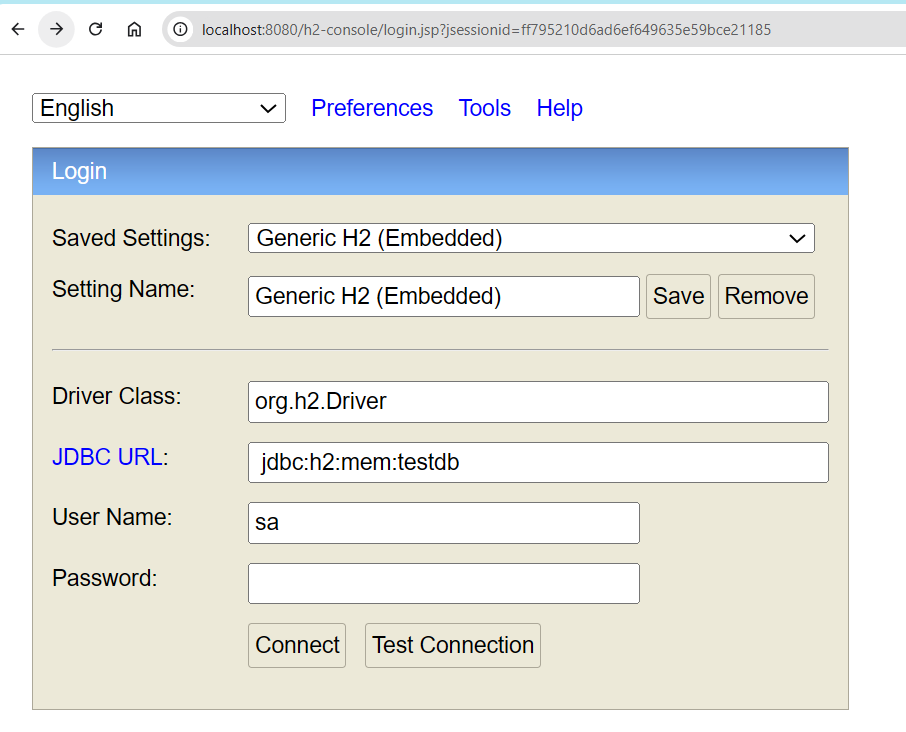 localhost:8080/h2-console/login.jsp?jsessionid=ff795210d6ad6ef649635e59bce21185
English Preferences Tools Help
Login
Saved Settings: Generic H2 (Embedded)
Setting Name: Generic H2 (Embedded) Save Remove
Driver Class: org.h2.Driver
JDBC URL: jdbc:h2:mem:testdb
User Name: sa
Password:
Connect Test Connection